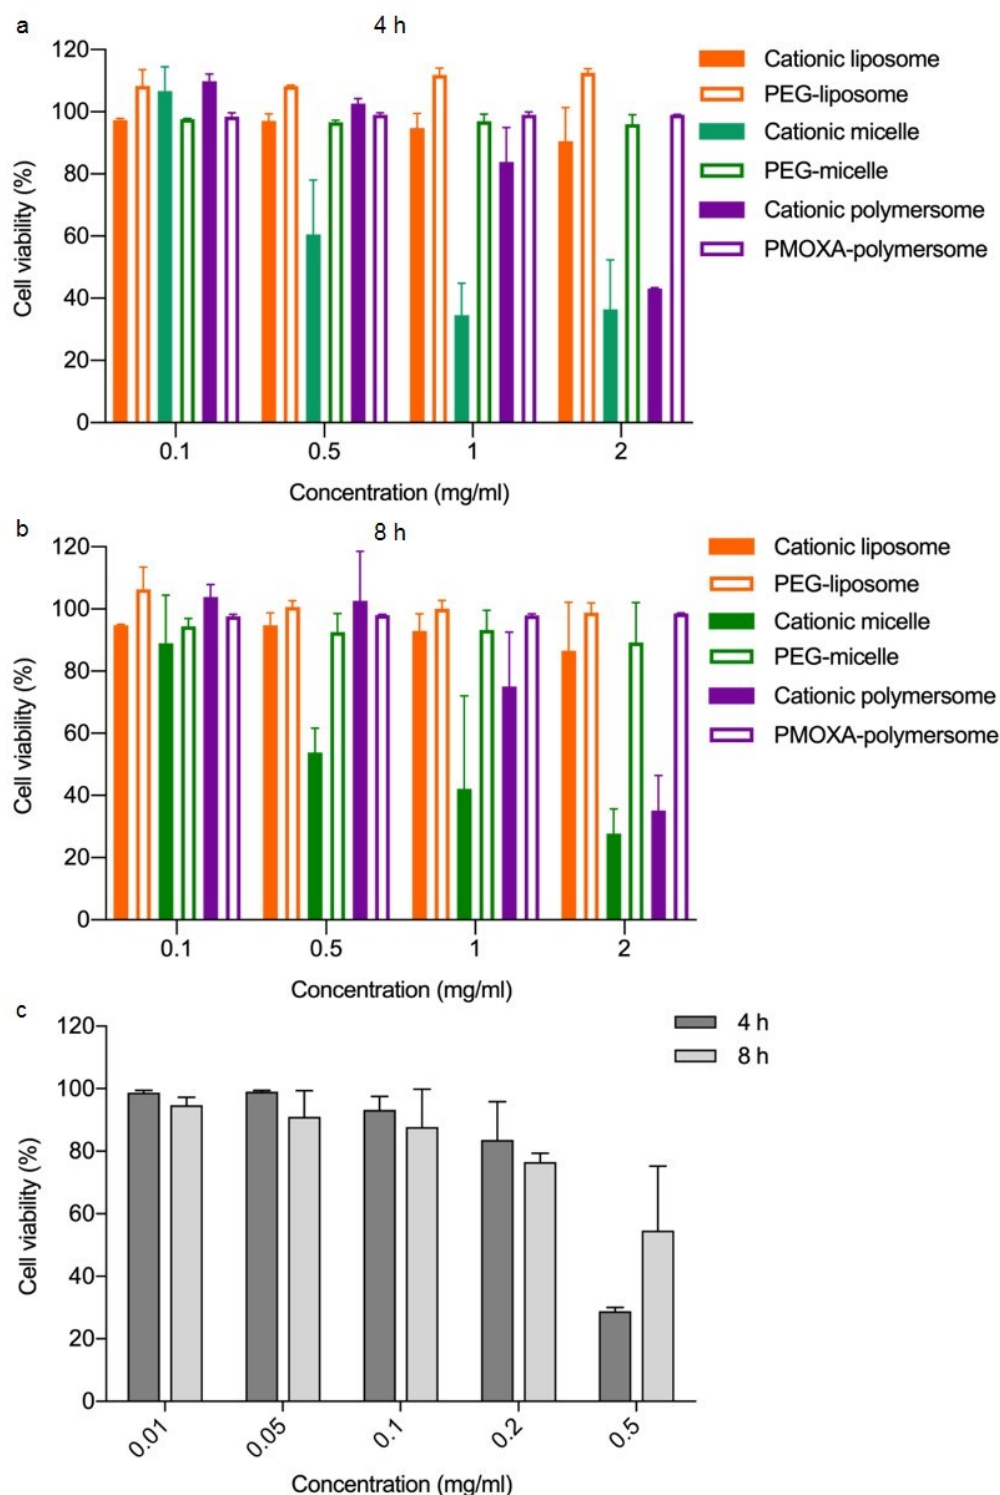 a
4 h
120
100
80
60
40
20
0
Cell viability (%)
0.1 0.5 1 2
Concentration (mg/ml)
Cationic liposome
PEG-liposome
Cationic micelle
PEG-micelle
Cationic polymersome
PMOXA-polymersome
b
8 h
120
100
80
60
40
20
0
Cell viability (%)
0.1 0.5 1 2
Concentration (mg/ml)
Cationic liposome
PEG-liposome
Cationic micelle
PEG-micelle
Cationic polymersome
PMOXA-polymersome
c
120
100
80
60
40
20
0
Cell viability (%)
0.01 0.05 0.1 0.2 0.5
Concentration (mg/ml)
4 h
8 h